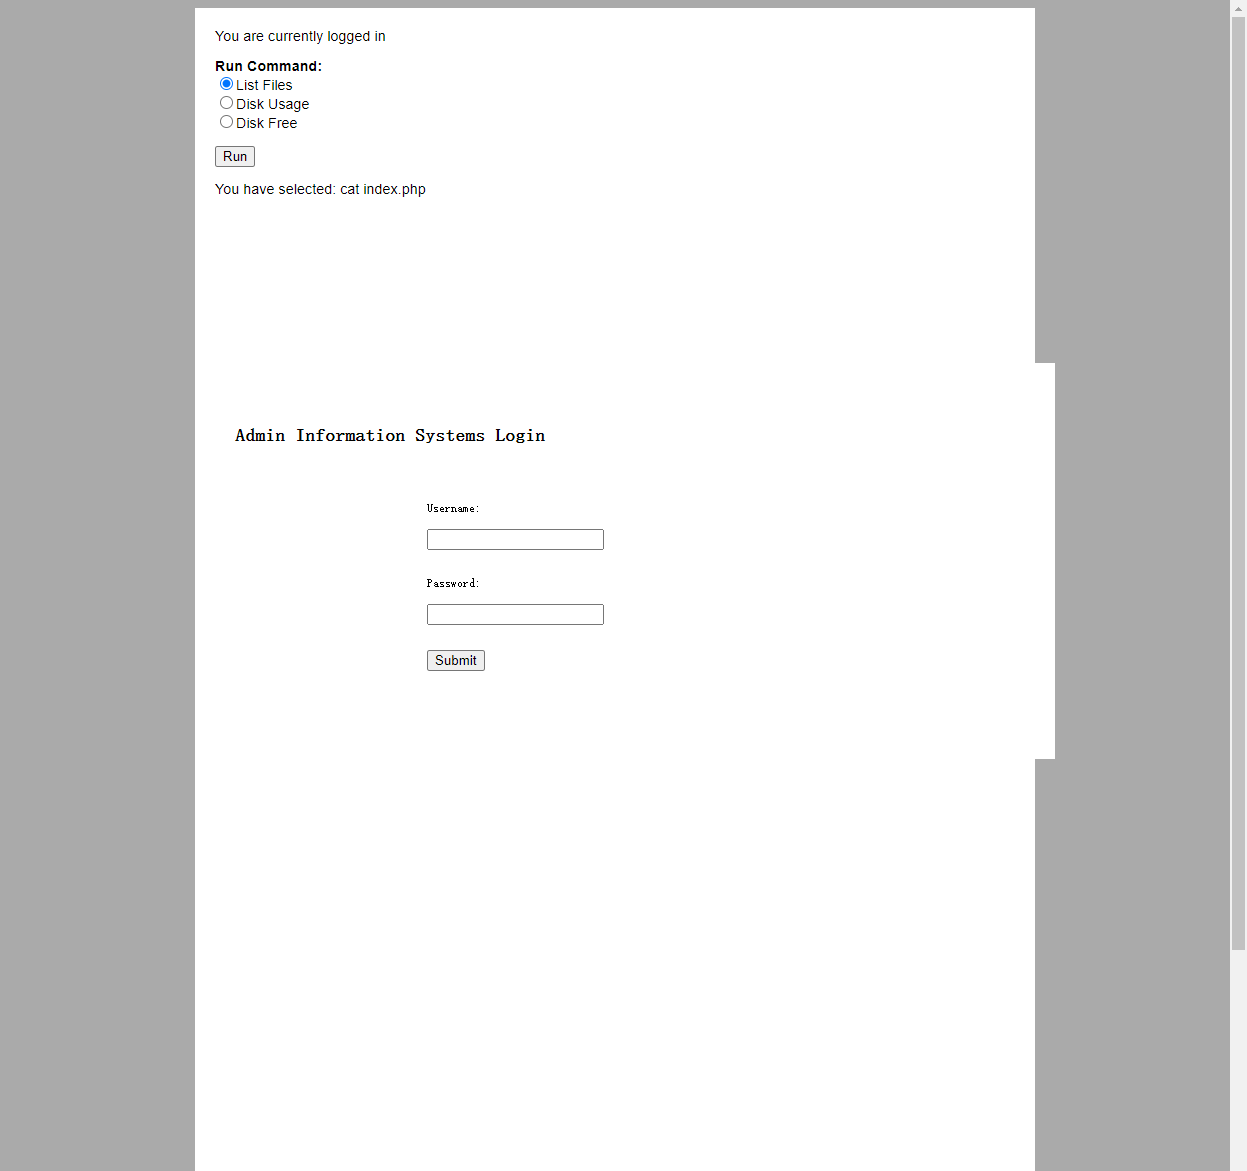 You are currently logged in
Run Command:
List Files
Disk Usage
Disk Free
Run
You have selected: cat index.php
Admin Information Systems Login
Username:
Password:
Submit